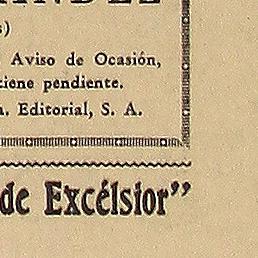 s)
Aviso de Ocasión,
tiene pendiente.
Editorial, S. A.
de Excélsior”